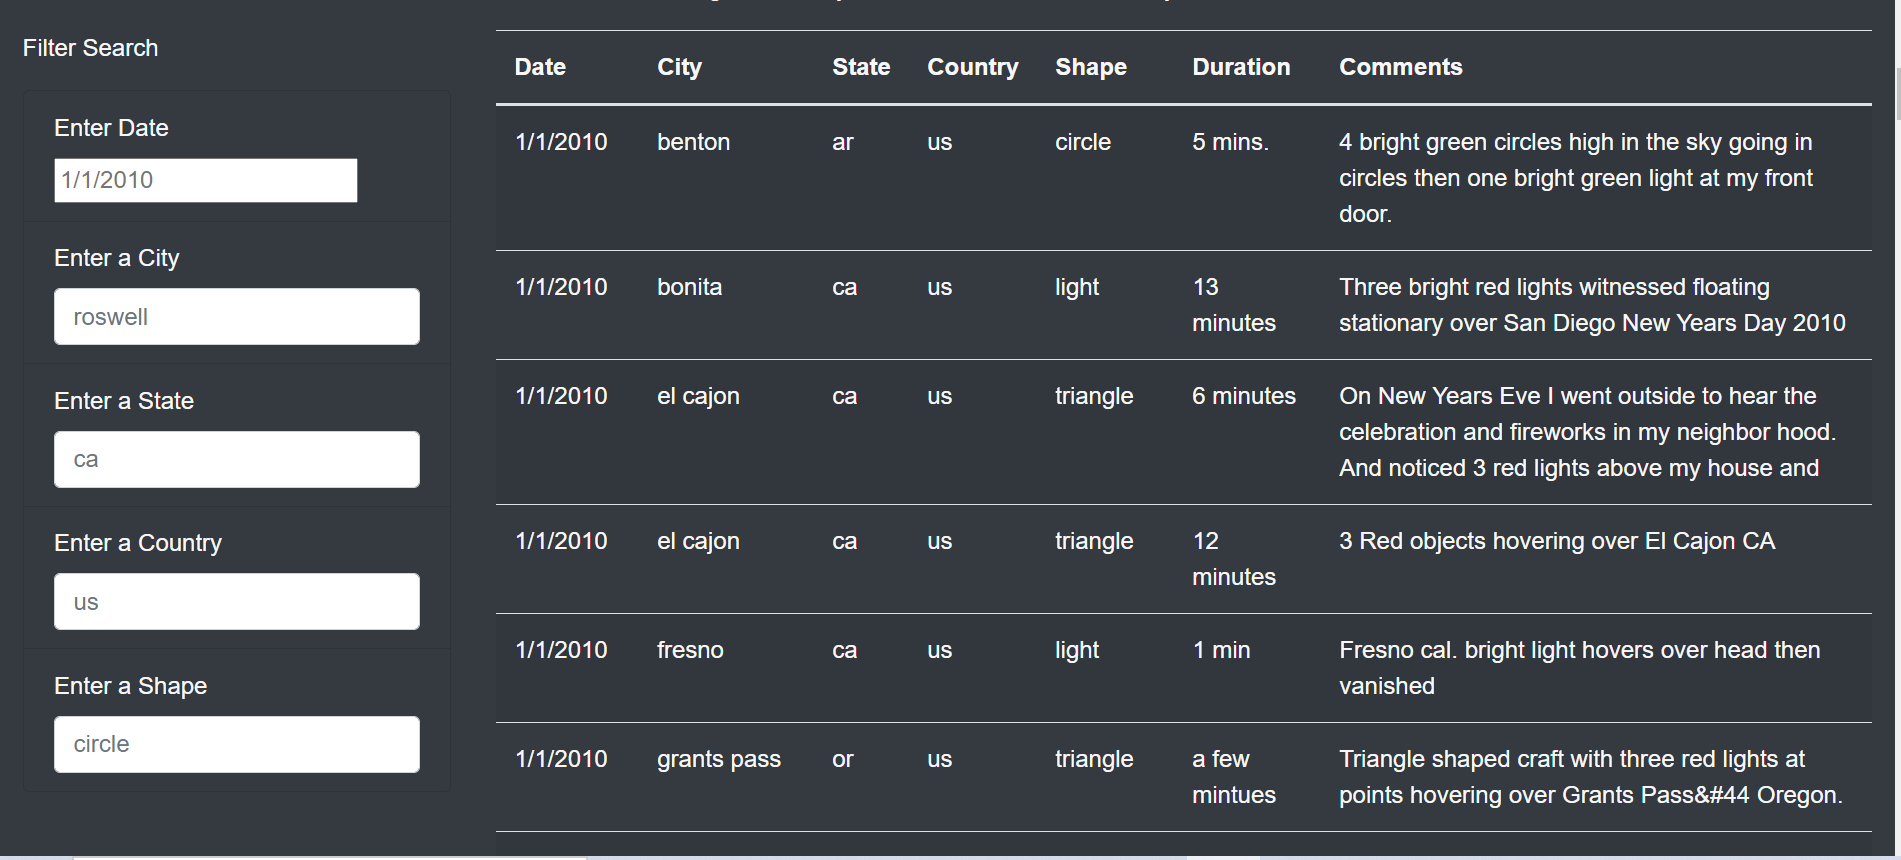 Filter Search
Enter Date
1/1/2010
Enter a City
roswell
Enter a State
ca
Enter a Country
us
Enter a Shape
circle
Date City State Country Shape Duration Comments
1/1/2010 benton ar us circle 5 mins. 4 bright green circles high in the sky going in
circles then one bright green light at my front
door.
1/1/2010 bonita ca us light 13 Three bright red lights witnessed floating
minutes stationary over San Diego New Years Day 2010
1/1/2010 el cajon ca us triangle 6 minutes On New Years Eve I went outside to hear the
celebration and fireworks in my neighbor hood.
And noticed 3 red lights above my house and
1/1/2010 el cajon ca us triangle 12 3 Red objects hovering over El Cajon CA
minutes
1/1/2010 fresno ca us light 1 min Fresno cal. bright light hovers over head then
vanished
1/1/2010 grants pass or us triangle a few Triangle shaped craft with three red lights at
mintues points hovering over Grants Pass&#44 Oregon.